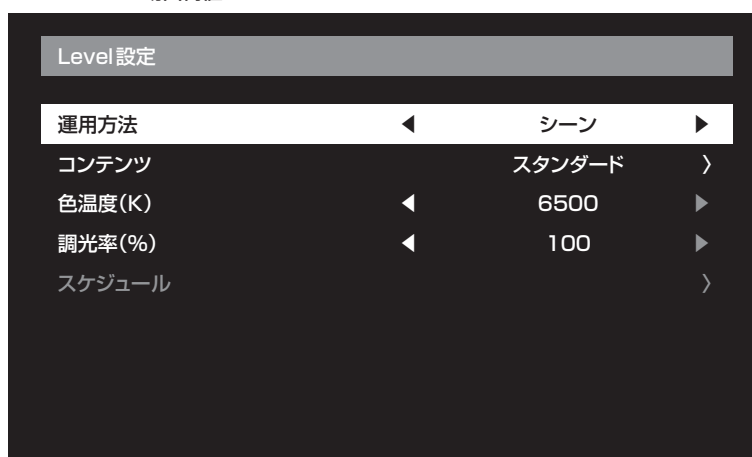 Level設定
運用方法 ◀ シーン ▶
コンテンツ スタンダード 〉
色温度(K) ◀ 6500 ▶
調光率(%) ◀ 100 ▶
スケジュール 〉